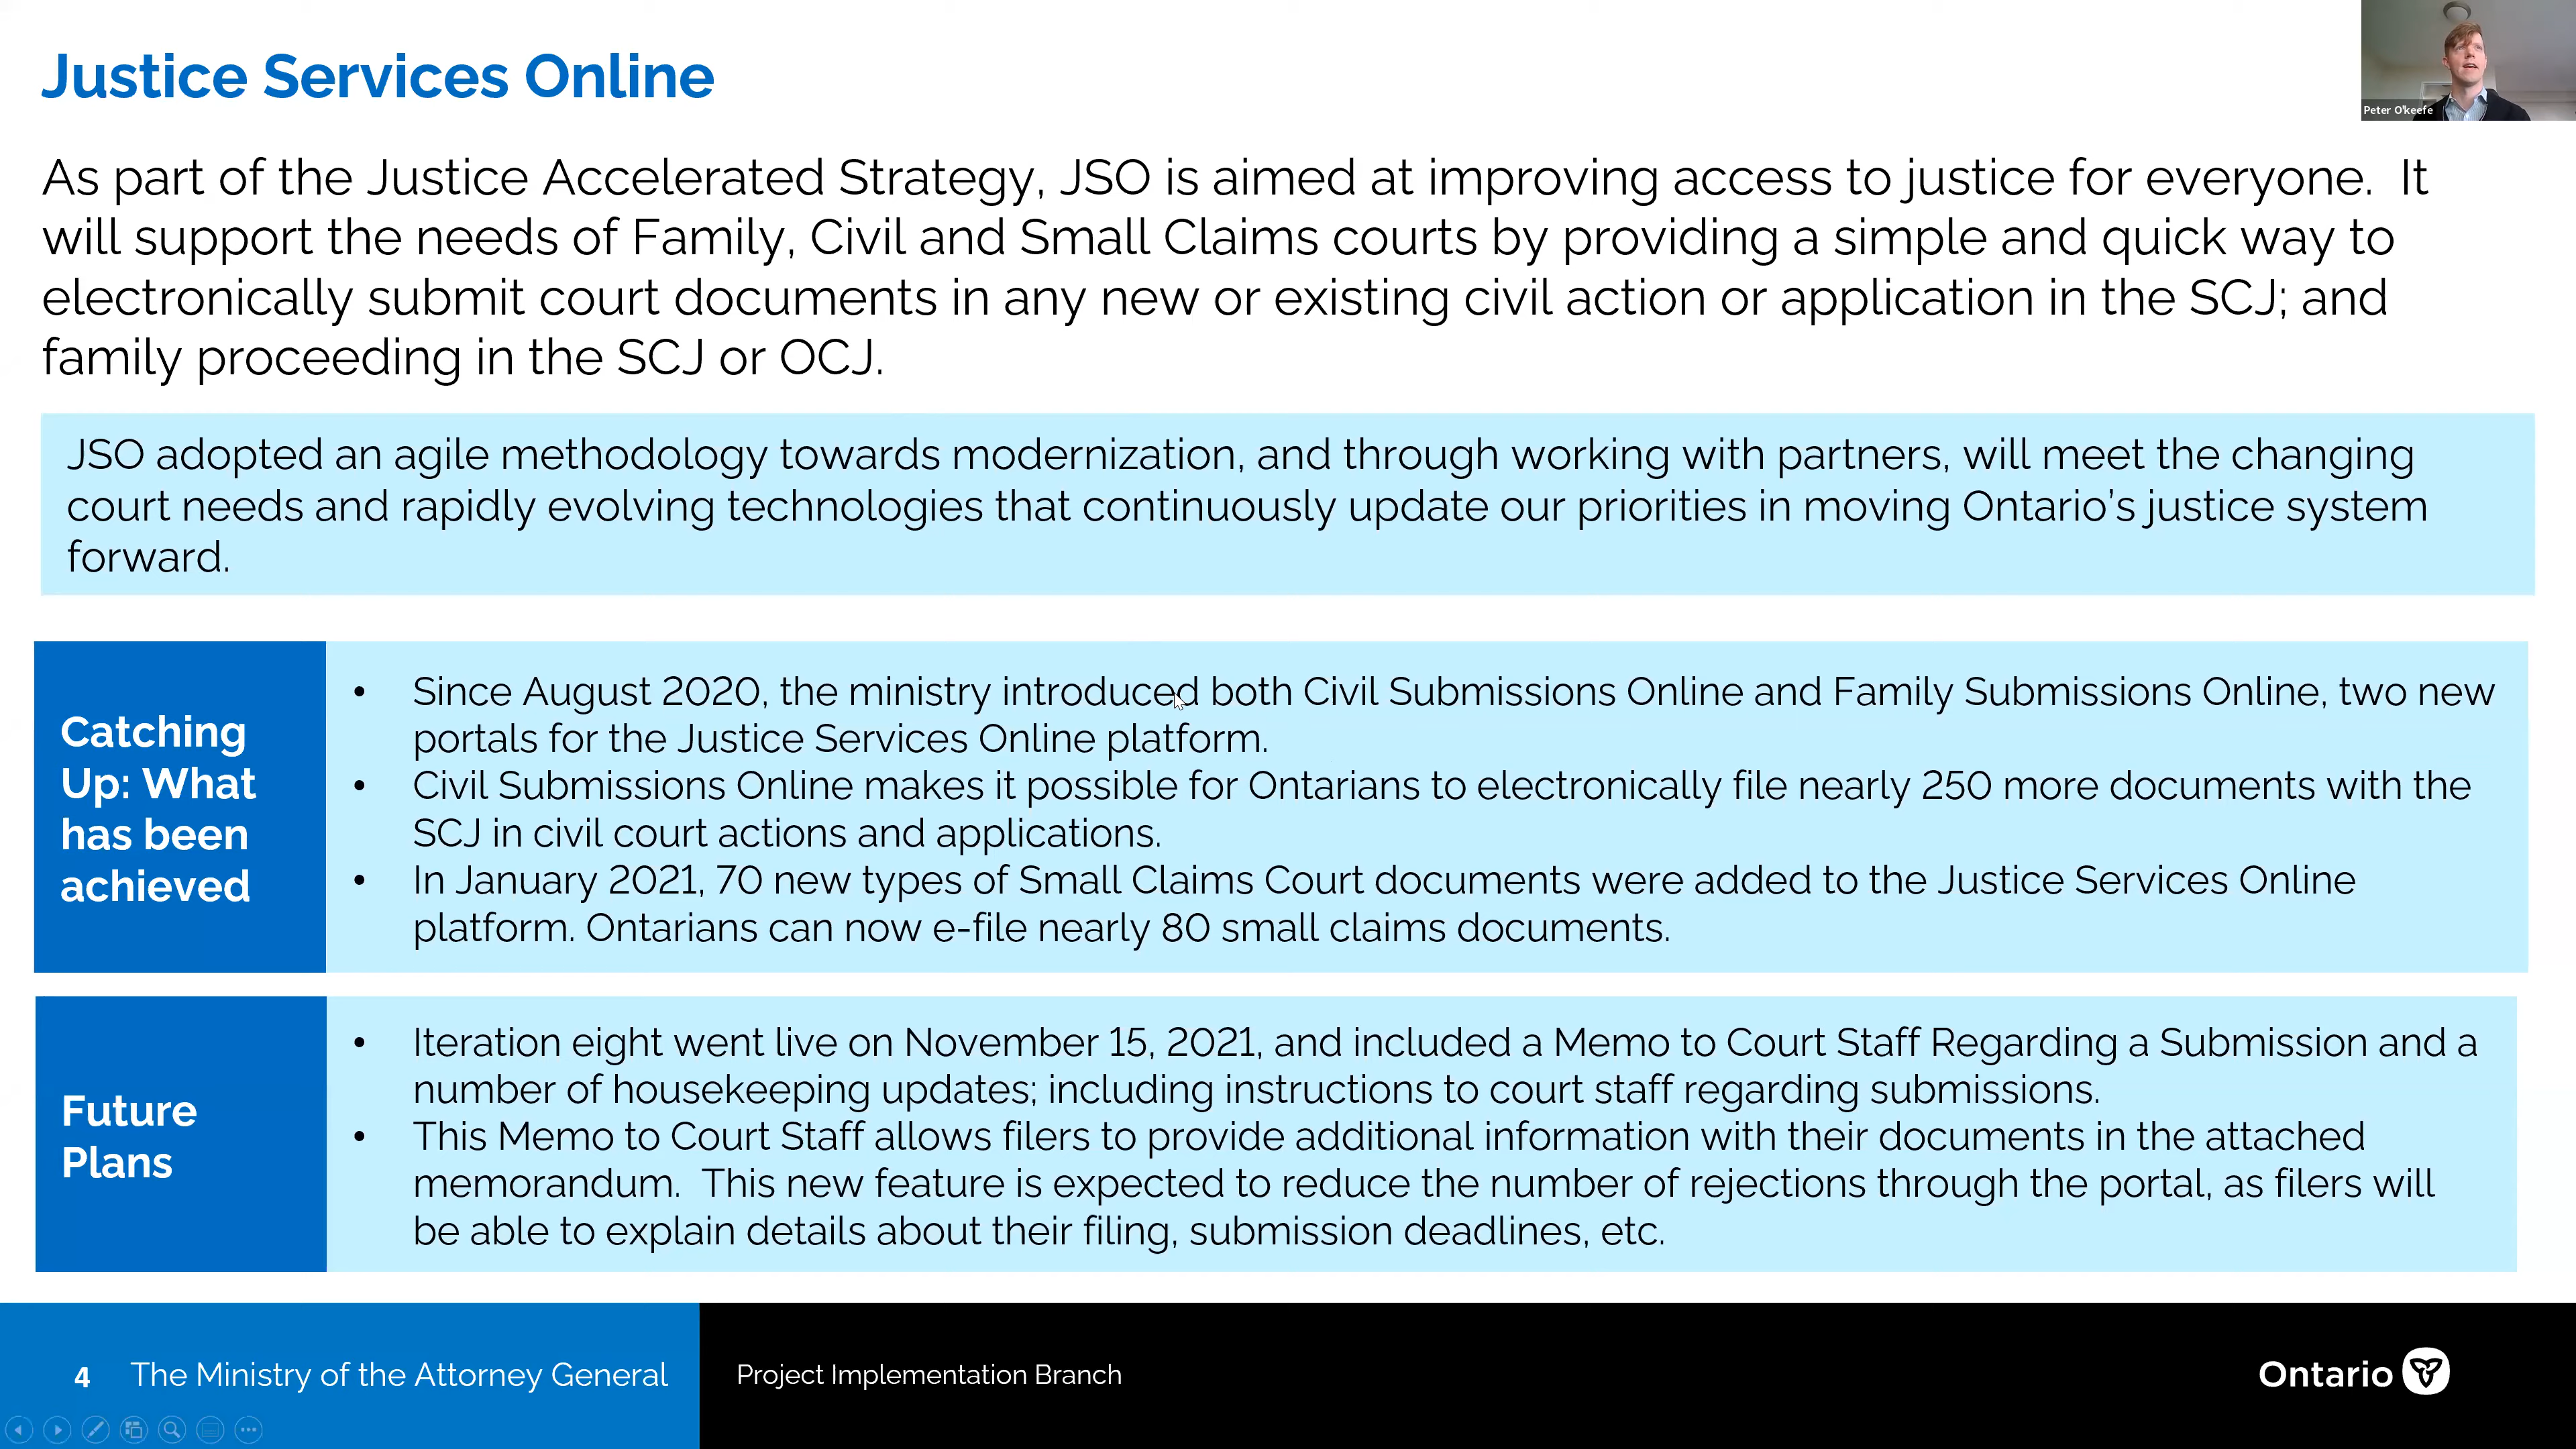 Justice Services Online
Peter O'keefe
As part of the Justice Accelerated Strategy, JSO is aimed at improving access to justice for everyone.  It
will support the needs of Family, Civil and Small Claims courts by providing a simple and quick way to
electronically submit court documents in any new or existing civil action or application in the SCJ; and
family proceeding in the SCJ or OCJ.
JSO adopted an agile methodology towards modernization, and through working with partners, will meet the changing
court needs and rapidly evolving technologies that continuously update our priorities in moving Ontario’s justice system
forward.
Catching
Up: What
has been
achieved
• Since August 2020, the ministry introduced both Civil Submissions Online and Family Submissions Online, two new
portals for the Justice Services Online platform.
• Civil Submissions Online makes it possible for Ontarians to electronically file nearly 250 more documents with the
SCJ in civil court actions and applications.
• In January 2021, 70 new types of Small Claims Court documents were added to the Justice Services Online
platform. Ontarians can now e-file nearly 80 small claims documents.
Future
Plans
• Iteration eight went live on November 15, 2021, and included a Memo to Court Staff Regarding a Submission and a
number of housekeeping updates; including instructions to court staff regarding submissions.
• This Memo to Court Staff allows filers to provide additional information with their documents in the attached
memorandum.  This new feature is expected to reduce the number of rejections through the portal, as filers will
be able to explain details about their filing, submission deadlines, etc.
4 The Ministry of the Attorney General
Project Implementation Branch
Ontario